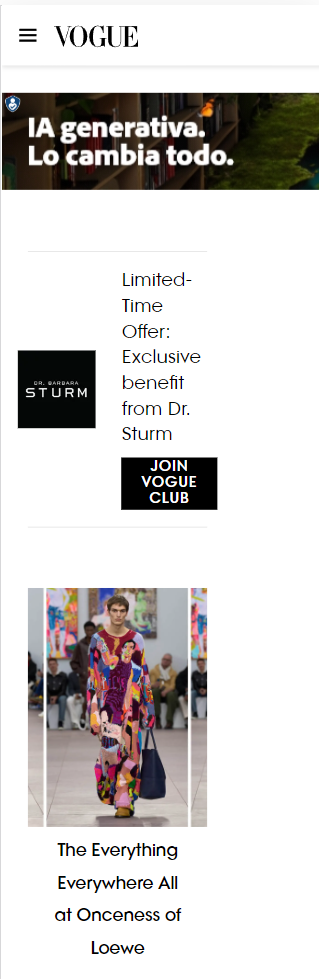 VOGUE
IA generativa.
Lo cambia todo.
Limited-
Time
Offer:
Exclusive
benefit
from Dr.
Sturm
DR. BARBARA
STURM
JOIN
VOGUE
CLUB
The Everything
Everywhere All
at Onceness of
Loewe